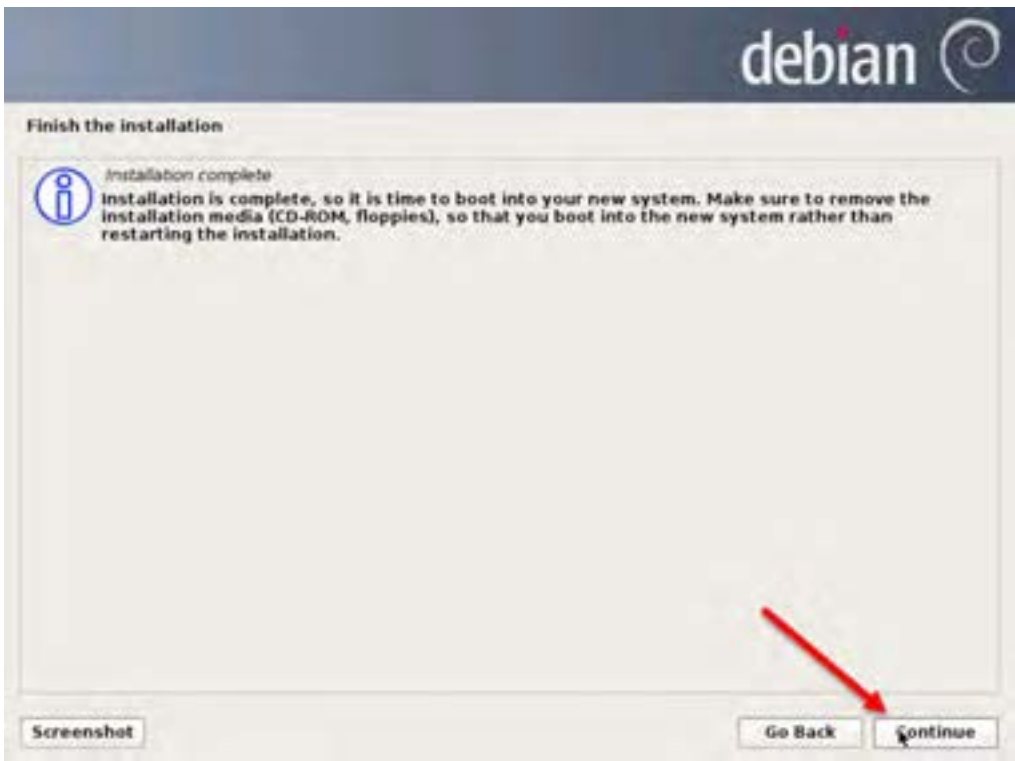 debian
Finish the installation
Installation complete
Installation is complete, so it is time to boot into your new system. Make sure to remove the
installation media (CD-ROM, floppies), so that you boot into the new system rather than
restarting the installation.
Screenshot
Go Back
Continue